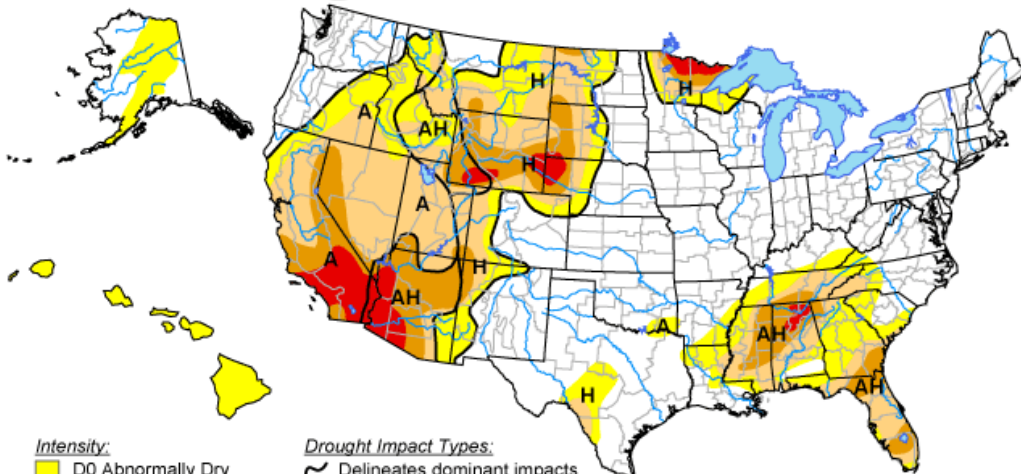 H
H
A
AH
H
A
H
A
AH
A
AH
H
AH
Intensity:
D0 Abnormally Dry
Drought Impact Types:
Delineates dominant impacts